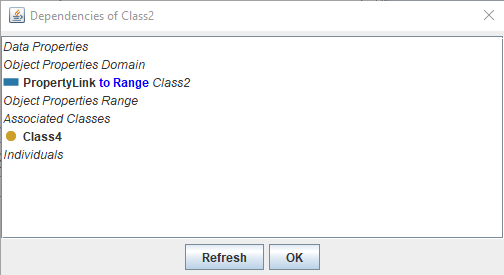 Dependencies of Class2
Data Properties
Object Properties Domain
PropertyLink to Range Class2
Object Properties Range
Associated Classes
Class4
Individuals
Refresh OK